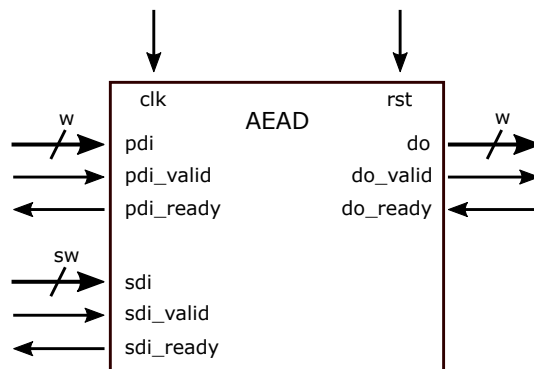 clk rst
AEAD
w w
pdi do
pdi_valid do_valid
pdi_ready do_ready
sw
sdi
sdi_valid
sdi_ready